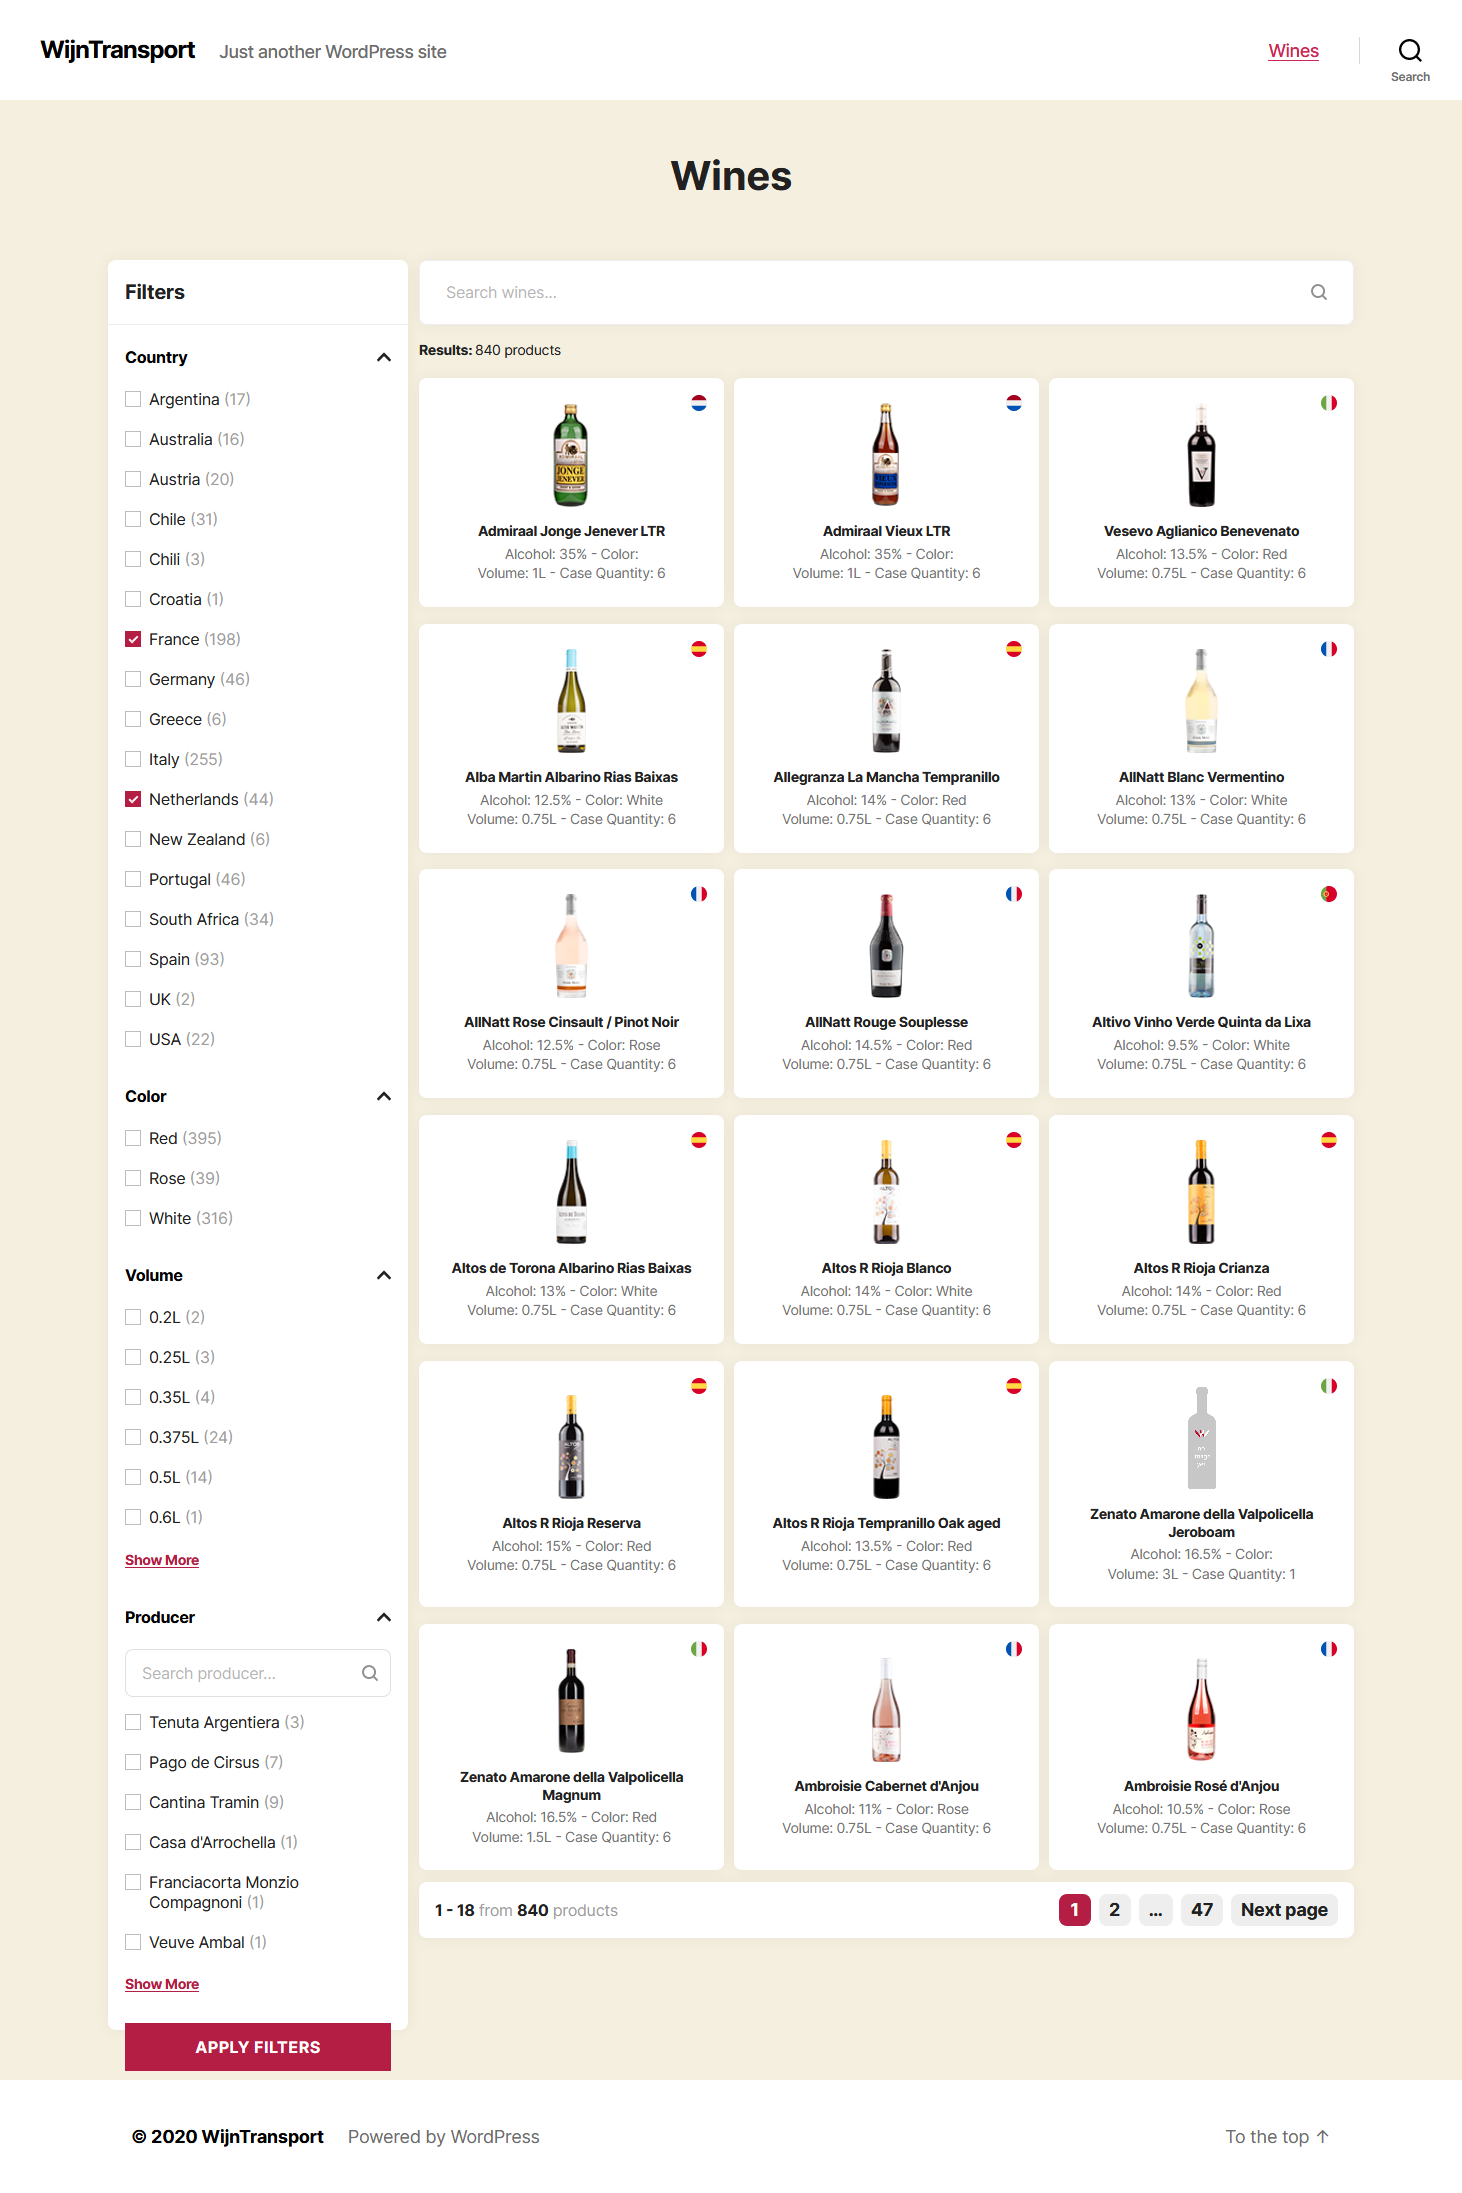 WijnTransport
Just another WordPress site
Wines
Search
Wines
Filters
Country
Argentina (17)
Australia (16)
Austria (20)
Chile (31)
Chili (3)
Croatia (1)
France (198)
Germany (46)
Greece (6)
Italy (255)
Netherlands (44)
New Zealand (6)
Portugal (46)
South Africa (34)
Spain (93)
UK (2)
USA (22)
Color
Red (395)
Rose (39)
White (316)
Volume
0.2L (2)
0.25L (3)
0.35L (4)
0.375L (24)
0.5L (14)
0.6L (1)
Show More
Producer
Search producer...
Tenuta Argentiera (3)
Pago de Cirsus (7)
Cantina Tramin (9)
Casa d'Arrochella (1)
Franciacorta Monzio
Compagnoni (1)
Veuve Ambal (1)
Show More
APPLY FILTERS
Search wines...
Results: 840 products
JONGE
JENEVER
Admiraal Jonge Jenever LTR
Alcohol: 35% - Color:
Volume: 1L - Case Quantity: 6
VIEUX
Admiraal Vieux LTR
Alcohol: 35% - Color:
Volume: 1L - Case Quantity: 6
V
Vesevo Aglianico Benevenato
Alcohol: 13.5% - Color: Red
Volume: 0.75L - Case Quantity: 6
Alba Martin Albarino Rias Baixas
Alcohol: 12.5% - Color: White
Volume: 0.75L - Case Quantity: 6
Allegranza La Mancha Tempranillo
Alcohol: 14% - Color: Red
Volume: 0.75L - Case Quantity: 6
AllNatt Blanc Vermentino
Alcohol: 13% - Color: White
Volume: 0.75L - Case Quantity: 6
AllNatt Rose Cinsault / Pinot Noir
Alcohol: 12.5% - Color: Rose
Volume: 0.75L - Case Quantity: 6
AllNatt Rouge Souplesse
Alcohol: 14.5% - Color: Red
Volume: 0.75L - Case Quantity: 6
Altivo Vinho Verde Quinta da Lixa
Alcohol: 9.5% - Color: White
Volume: 0.75L - Case Quantity: 6
Altos de Torona Albarino Rias Baixas
Alcohol: 13% - Color: White
Volume: 0.75L - Case Quantity: 6
ALTOS
Altos R Rioja Blanco
Alcohol: 14% - Color: White
Volume: 0.75L - Case Quantity: 6
Altos R Rioja Crianza
Alcohol: 14% - Color: Red
Volume: 0.75L - Case Quantity: 6
ALTOS
Altos R Rioja Reserva
Alcohol: 15% - Color: Red
Volume: 0.75L - Case Quantity: 6
ALTOS
Altos R Rioja Tempranillo Oak aged
Alcohol: 13.5% - Color: Red
Volume: 0.75L - Case Quantity: 6
Zenato Amarone della Valpolicella
Jeroboam
Alcohol: 16.5% - Color:
Volume: 3L - Case Quantity: 1
Zenato Amarone della Valpolicella
Magnum
Alcohol: 16.5% - Color: Red
Volume: 1.5L - Case Quantity: 6
Ambroisie Cabernet d'Anjou
Alcohol: 11% - Color: Rose
Volume: 0.75L - Case Quantity: 6
Ambroisie Rosé d'Anjou
Alcohol: 10.5% - Color: Rose
Volume: 0.75L - Case Quantity: 6
1 - 18 from 840 products
1 2 ... 47 Next page
© 2020 WijnTransport
Powered by WordPress
To the top ↑